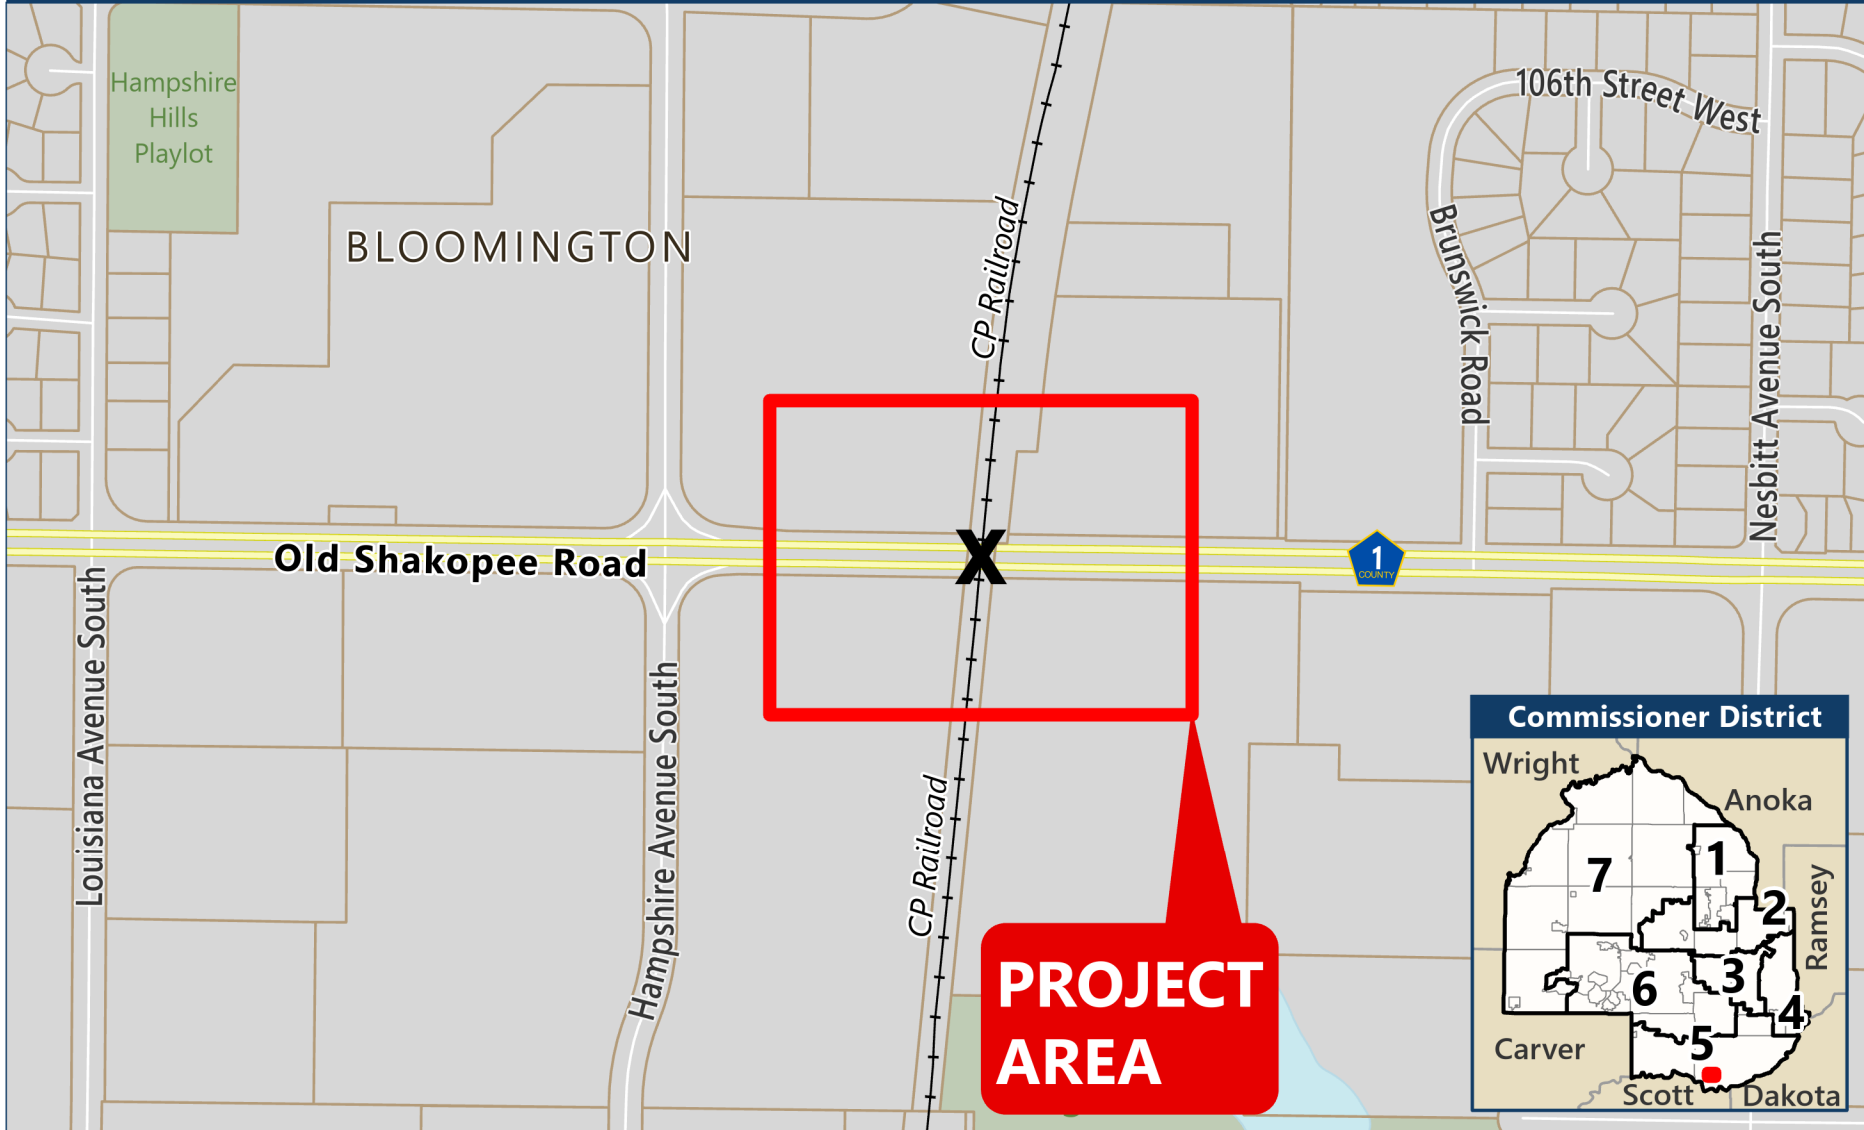 Hampshire
Hills
Playlot
106th Street West
BLOOMINGTON
CP Railroad
Brunswick Road
Nesbitt Avenue South
X
Old Shakopee Road
1
COUNTY
Louisiana Avenue South
Hampshire Avenue South
CP Railroad
PROJECT
AREA
Commissioner District
Wright
Anoka
1
7
2
Ramsey
3
6
4
5
Carver
Scott
Dakota